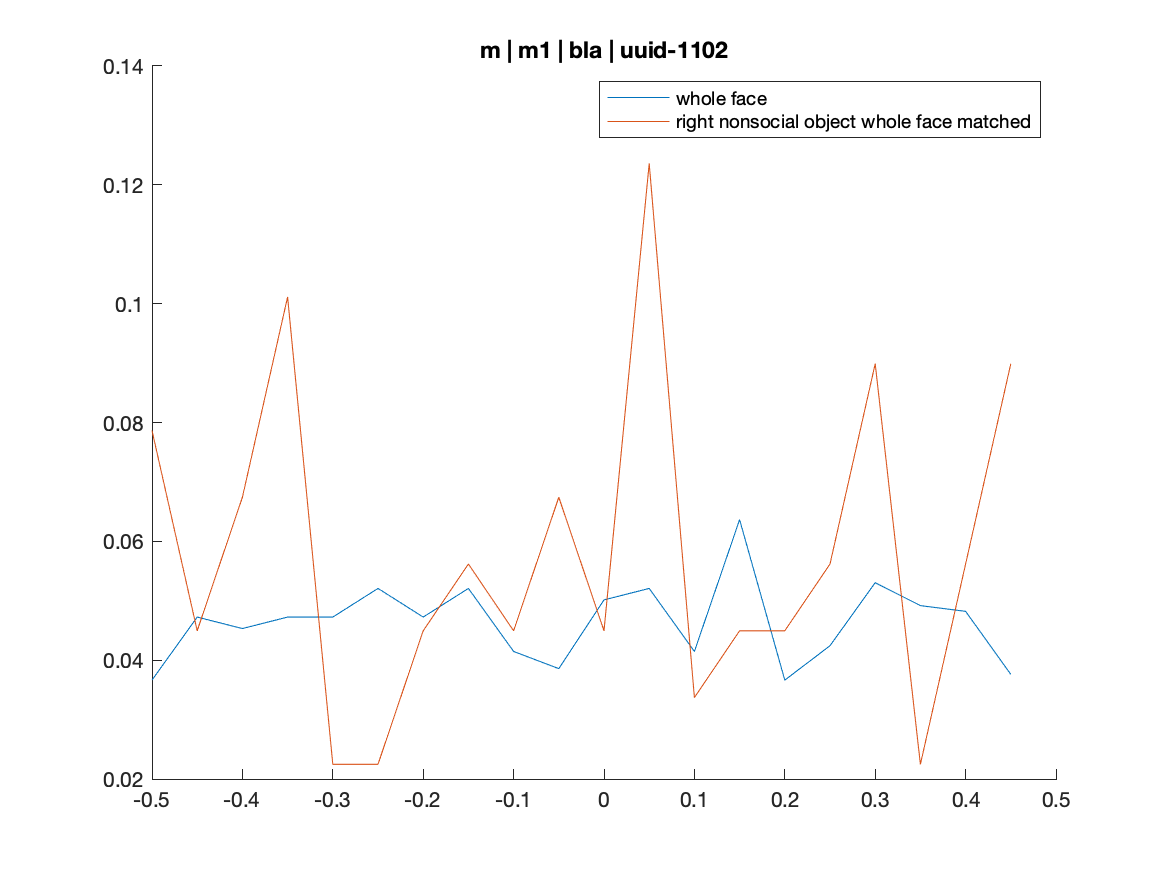 m | m1 | bla | uuid-1102
0.14
whole face
right nonsocial object whole face matched
0.12
0.1
0.08
0.06
0.04
0.02
-0.5 -0.4 -0.3 -0.2 -0.1 0 0.1 0.2 0.3 0.4 0.5